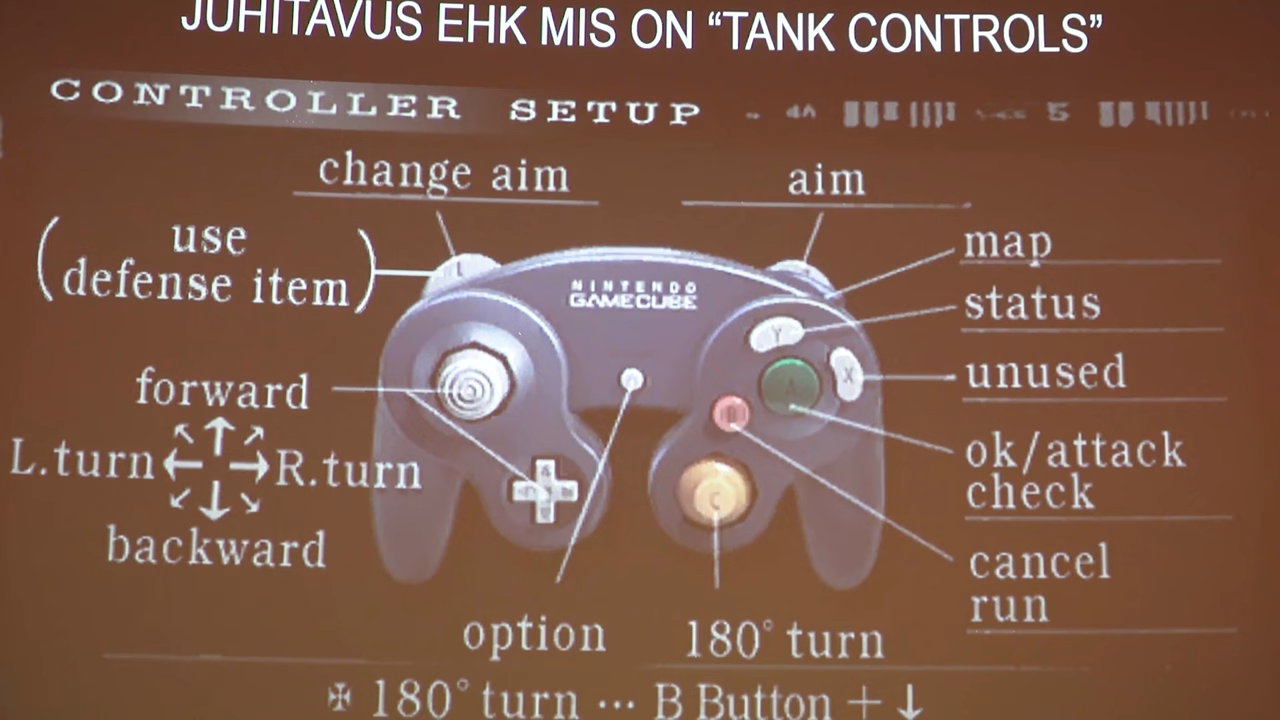 JUHITAVUS EHK MIS ON “TANK CONTROLS”
CONTROLLER SETUP
change aim
aim
(use
defense item)
map
status
unused
ok/attack
check
cancel
run
NINTENDO
GAMECUBE
L
Y
X
A
B
C
forward
L.turn
R.turn
backward
option
180° turn
✠ 180° turn ··· B Button + ↓